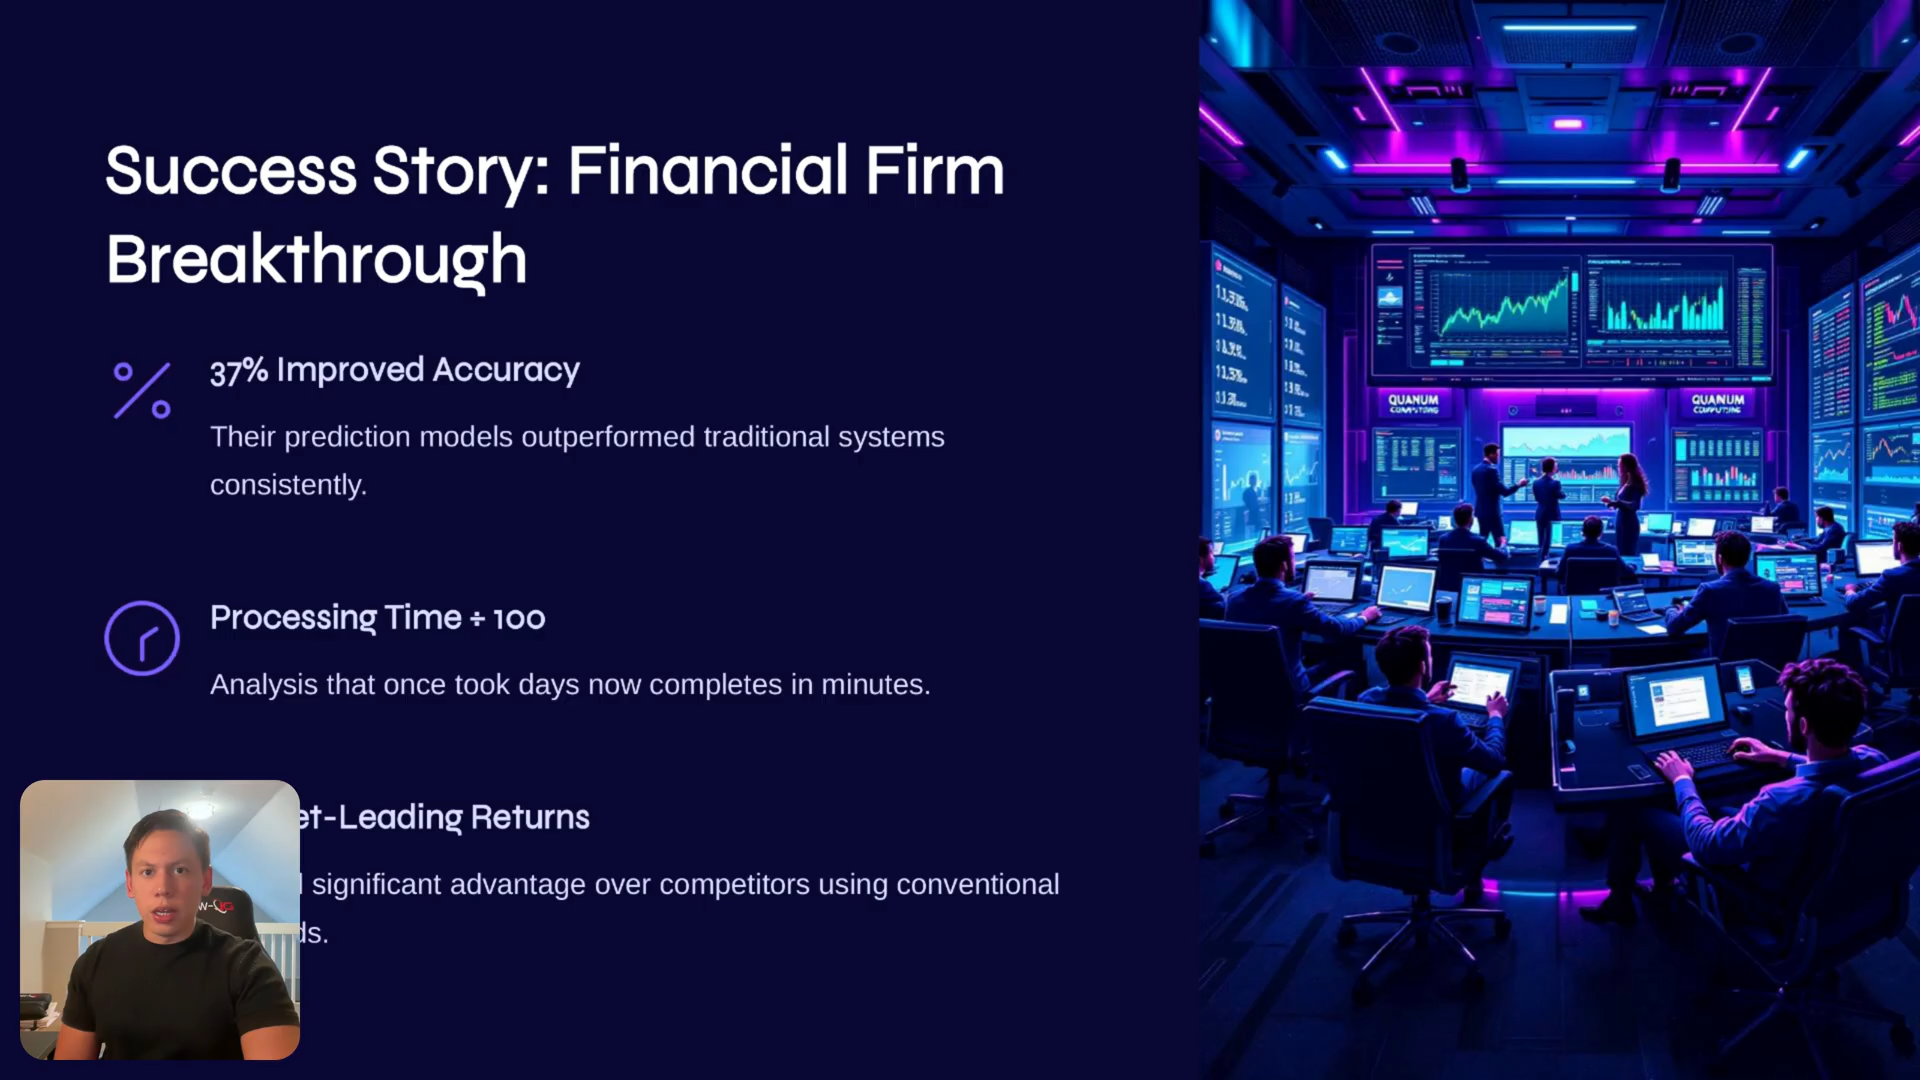 Success Story: Financial Firm
Breakthrough
37% Improved Accuracy
Their prediction models outperformed traditional systems
consistently.
Processing Time ÷ 100
Analysis that once took days now completes in minutes.
et-Leading Returns
significant advantage over competitors using conventional
ds.
QUANUM
QUANUM